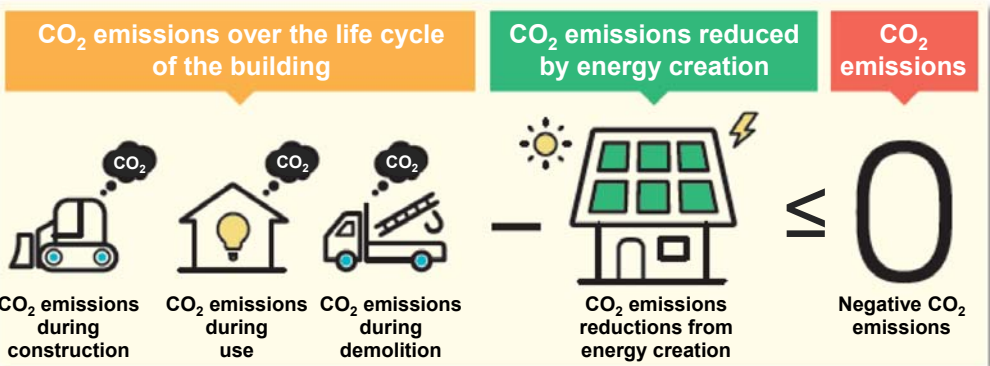 CO₂ emissions over the life cycle
of the building
CO₂ emissions reduced
by energy creation
CO₂
emissions
CO₂
CO₂
CO₂
−
≤
0
CO₂ emissions
during
construction
CO₂ emissions
during
use
CO₂ emissions
during
demolition
CO₂ emissions
reductions from
energy creation
Negative CO₂
emissions